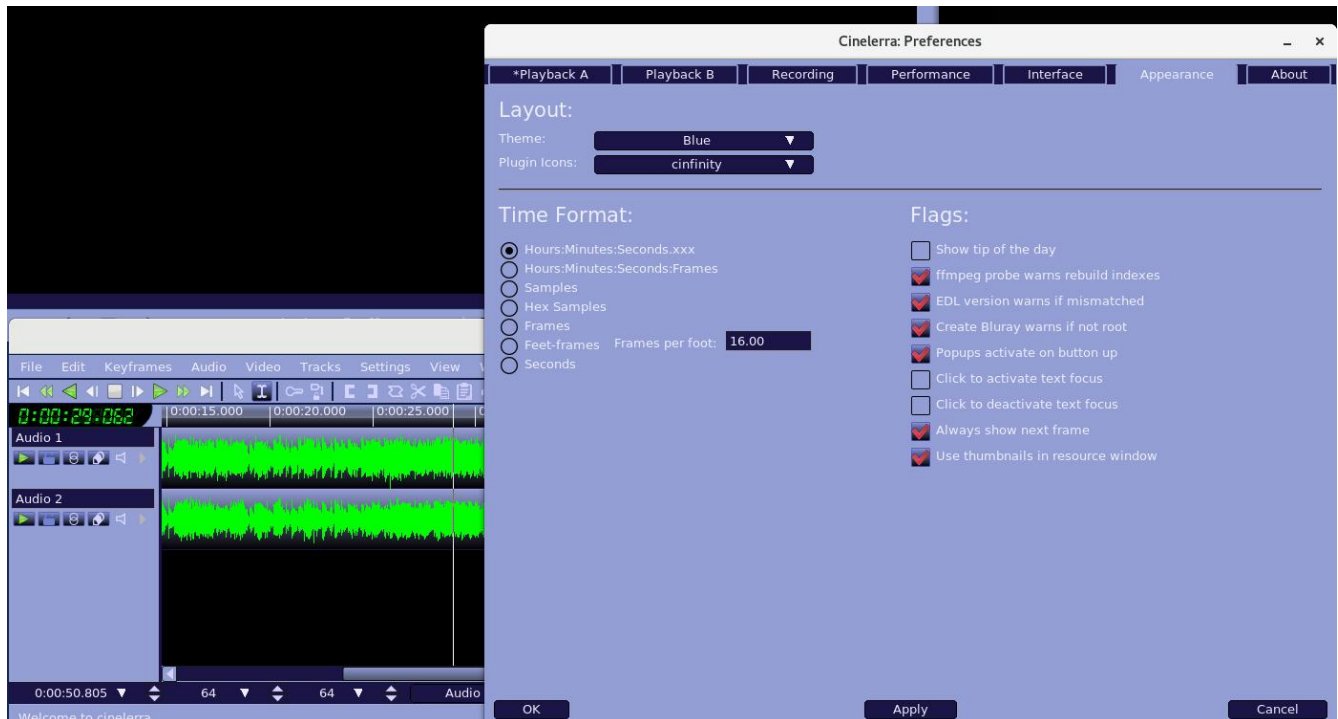 Cinelerra: Preferences
*Playback A Playback B Recording Performance Interface Appearance About
Layout:
Theme: Blue
Plugin Icons: cinfinity
Time Format:
Hours:Minutes:Seconds.xxx
Hours:Minutes:Seconds:Frames
Samples
Hex Samples
Frames
Feet-frames Frames per foot: 16.00
Seconds
Flags:
Show tip of the day
ffmpeg probe warns rebuild indexes
EDL version warns if mismatched
Create Bluray warns if not root
Popups activate on button up
Click to activate text focus
Click to deactivate text focus
Always show next frame
Use thumbnails in resource window
OK Apply Cancel
File Edit Keyframes Audio Video Tracks Settings View
0:00:29.062 0:00:15.000 0:00:20.000 0:00:25.000
Audio 1
Audio 2
0:00:50.805 64 64 Audio
Welcome to cinelerra